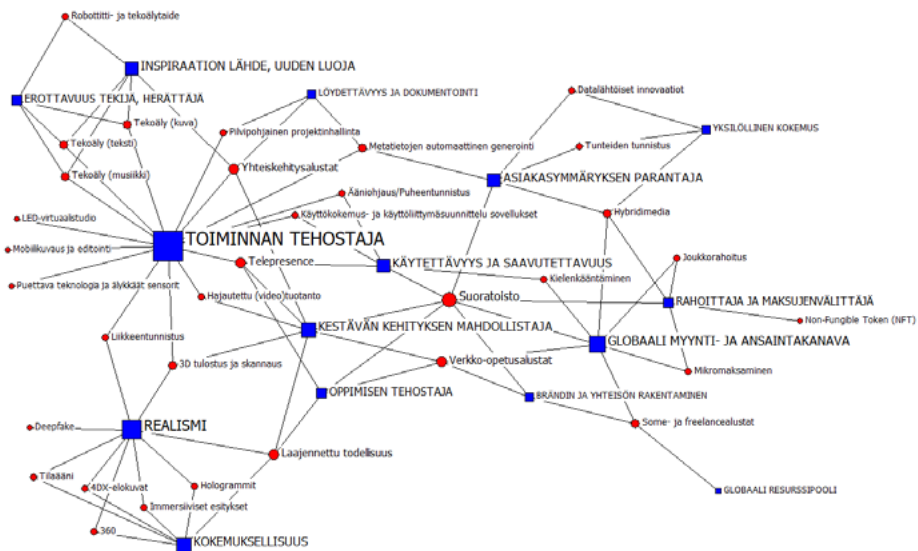 Robottitti- ja tekoälytaide
INSPIRAATION LÄHDE, UUDEN LUOJA
EROTTAVUUS TEKIJÄ, HERÄTTÄJÄ
LÖYDETTÄVYYS JA DOKUMENTOINTI
Datalähtöiset innovaatiot
Tekoäly (kuva)
Pilvipohjainen projektinhallinta
YKSILÖLLINEN KOKEMUS
Tekoäly (teksti)
Metatietojen automaattinen generointi
Tunteiden tunnistus
Yhteiskehitysalustat
Tekoäly (musiikki)
ASIAKASYMMÄRYKSEN PARANTAJA
Ääniohjaus/Puheentunnistus
LED-virtuaalistudio
Käyttökokemus- ja käyttöliittymäsuunnittelu sovellukset
Hybridimedia
TOIMINNAN TEHOSTAJA
Mobiilikuvaus ja editointi
Telepresence
KÄYTETTÄVYYS JA SAAVUTETTAVUUS
Joukkorahoitus
Puettava teknologia ja älykkäät sensorit
Kielenkääntäminen
Hajautettu (video)tuotanto
Suoratoisto
RAHOITTAJA JA MAKSUJENVÄLITTÄJÄ
Non-Fungible Token (NFT)
KESTÄVÄN KEHITYKSEN MAHDOLLISTAJA
Liikkeentunnistus
GLOBAALI MYYNTI- JA ANSAINTAKANAVA
3D tulostus ja skannaus
Verkko-opetusalustat
Mikromaksaminen
OPPIMISEN TEHOSTAJA
BRÄNDIN JA YHTEISÖN RAKENTAMINEN
Some- ja freelancealustat
Deepfake
REALISMI
Laajennettu todellisuus
Tilaääni
4DX-elokuvat
Hologrammit
GLOBAALI RESURSSIPOOLI
Immersiiviset esitykset
360
KOKEMUKSELLISUUS